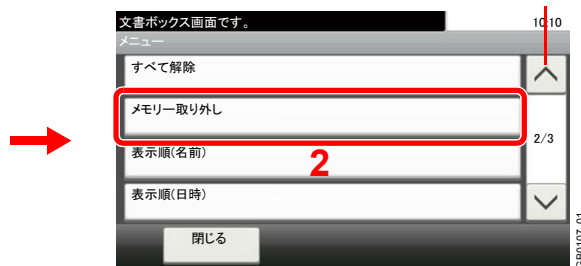 文書ボックス画面です。
10:10
メニュー
すべて解除
メモリー取り外し
2/3
表示順(名前)
2
表示順(日時)
閉じる